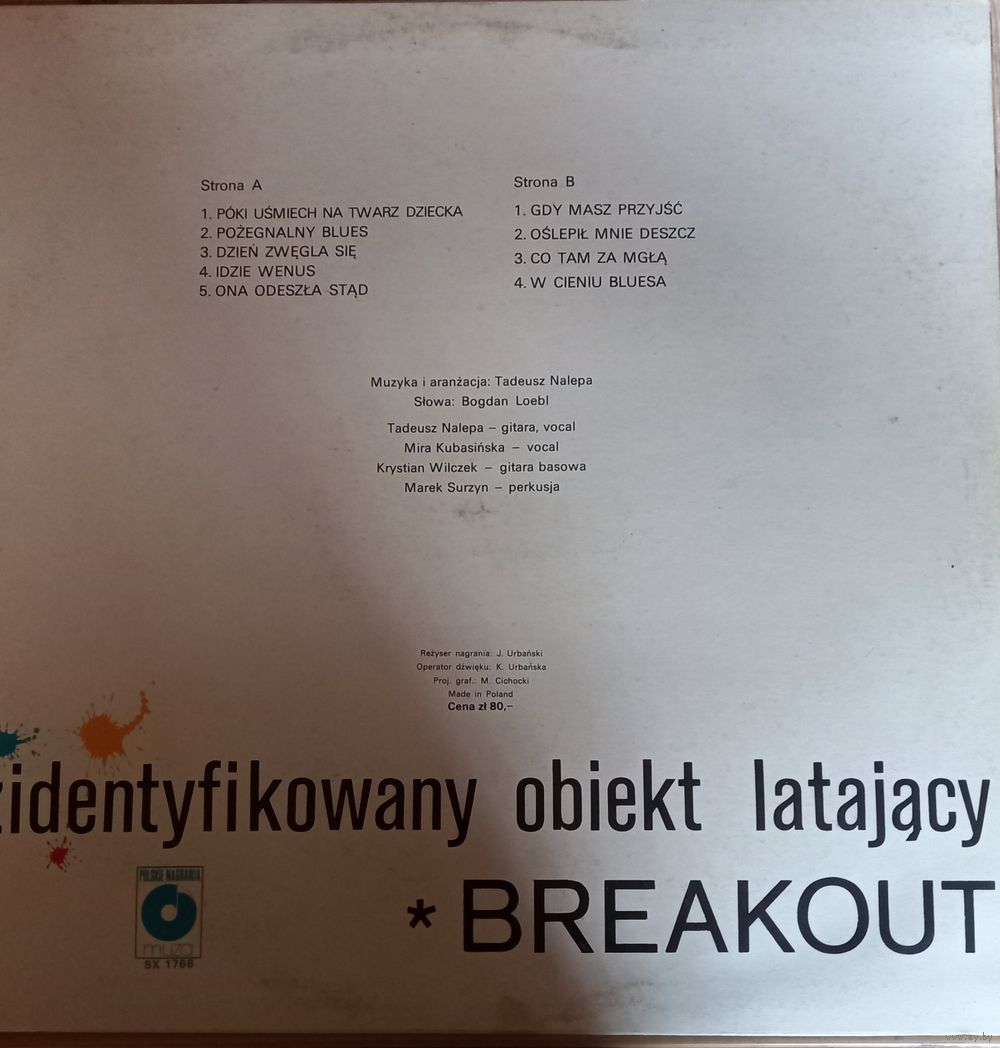 Strona A
1. PÓKI UŚMIECH NA TWARZ DZIECKA
2. POŻEGNALNY BLUES
3. DZIEŃ ZWĘGLA SIĘ
4. IDZIE WENUS
5. ONA ODESZŁA STĄD
Strona B
1. GDY MASZ PRZYJŚĆ
2. OŚLEPIŁ MNIE DESZCZ
3. CO TAM ZA MGŁĄ
4. W CIENIU BLUESA
Muzyka i aranżacja: Tadeusz Nalepa
Słowa: Bogdan Loebl
Tadeusz Nalepa – gitara, vocal
Mira Kubasińska – vocal
Krystian Wilczek – gitara basowa
Marek Surzyn – perkusja
Reżyser nagrania: J. Urbański
Operator dźwięku: K. Urbańska
Proj. graf.: M. Cichocki
Made in Poland
Cena zł 80,–
zidentyfikowany obiekt latający
* BREAKOUT
POLSKIE NAGRANIA
muza
SX 1766
www.ay.by